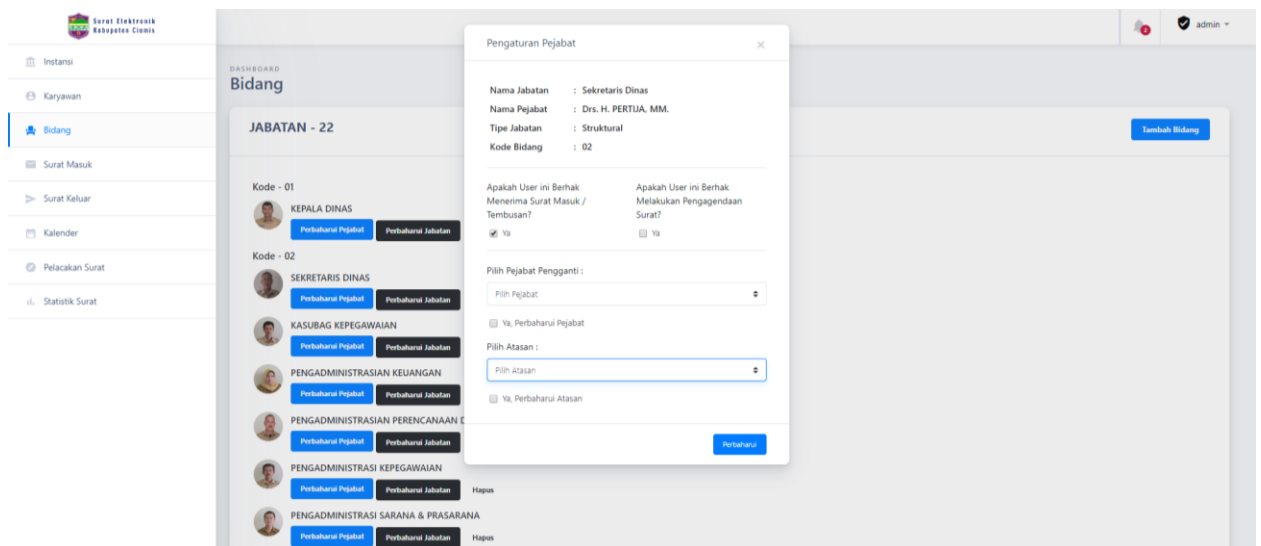 Surat Elektronik
Kabupaten Ciamis
2
admin
Instansi
Karyawan
Bidang
Surat Masuk
Surat Keluar
Kalender
Pelacakan Surat
Statistik Surat
DASHBOARD
Bidang
JABATAN - 22
Tambah Bidang
Kode - 01
KEPALA DINAS
Perbaharui Pejabat Perbaharui Jabatan
Kode - 02
SEKRETARIS DINAS
Perbaharui Pejabat Perbaharui Jabatan
KASUBAG KEPEGAWAIAN
Perbaharui Pejabat Perbaharui Jabatan
PENGADMINISTRASIAN KEUANGAN
Perbaharui Pejabat Perbaharui Jabatan
PENGADMINISTRASIAN PERENCANAAN D
Perbaharui Pejabat Perbaharui Jabatan
PENGADMINISTRASI KEPEGAWAIAN
Perbaharui Pejabat Perbaharui Jabatan Hapus
PENGADMINISTRASI SARANA & PRASARANA
Perbaharui Pejabat Perbaharui Jabatan Hapus
Pengaturan Pejabat ×
Nama Jabatan : Sekretaris Dinas
Nama Pejabat : Drs. H. PERTIJA, MM.
Tipe Jabatan : Struktural
Kode Bidang : 02
Apakah User ini Berhak
Menerima Surat Masuk /
Tembusan?
Ya
Apakah User ini Berhak
Melakukan Pengagendaan
Surat?
Ya
Pilih Pejabat Pengganti :
Pilih Pejabat
Ya, Perbaharui Pejabat
Pilih Atasan :
Pilih Atasan
Ya, Perbaharui Atasan
Perbaharui